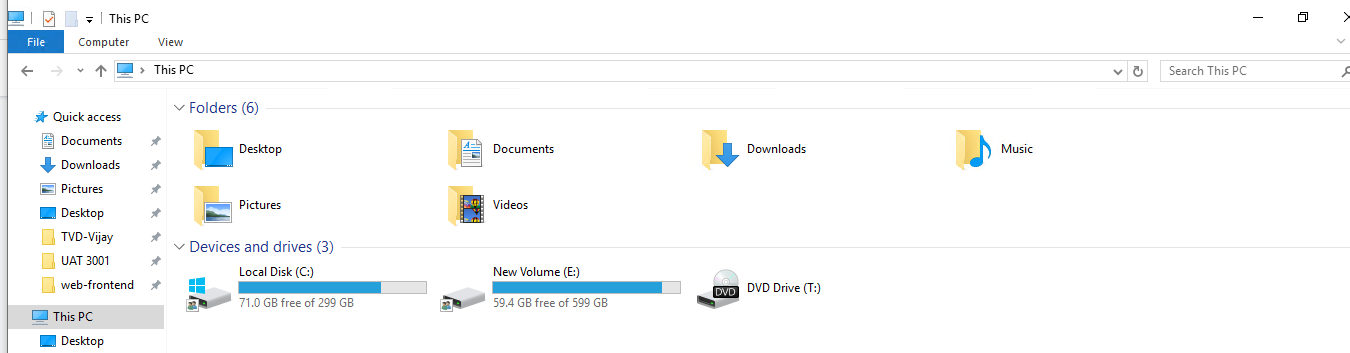 This PC
File Computer View
This PC
Search This PC
Quick access
Documents
Downloads
Pictures
Desktop
TVD-Vijay
UAT 3001
web-frontend
This PC
Desktop
Folders (6)
Desktop
Documents
Downloads
Music
Pictures
Videos
Devices and drives (3)
Local Disk (C:)
71.0 GB free of 299 GB
New Volume (E:)
59.4 GB free of 599 GB
DVD
DVD Drive (T:)